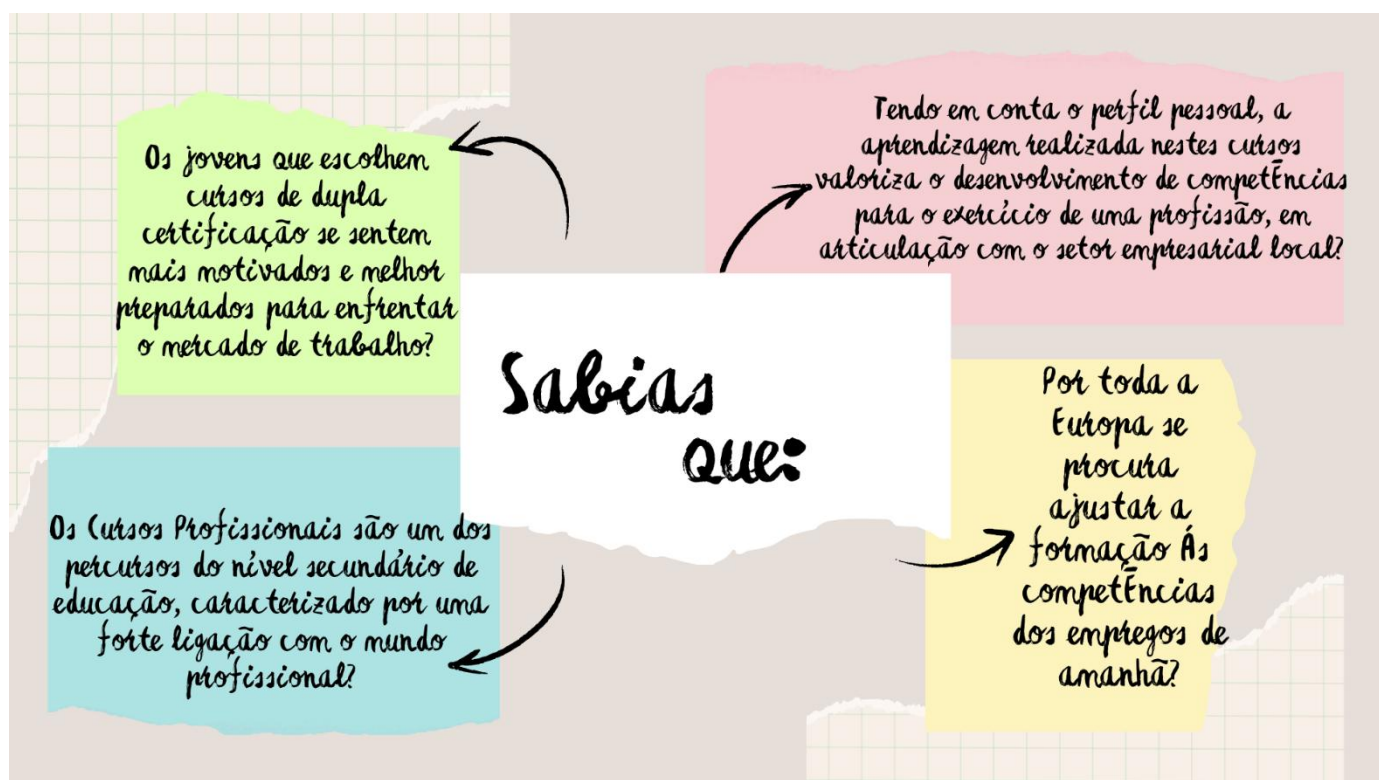 Os jovens que escolhem
cursos de dupla
certificação se sentem
mais motivados e melhor
preparados para enfrentar
o mercado de trabalho?
Tendo em conta o perfil pessoal, a
aprendizagem realizada nestes cursos
valoriza o desenvolvimento de competĒncias
para o exercício de uma profissão, em
articulação com o setor empresarial local?
Sabias
que:
Os Cursos Profissionais são um dos
percursos do nível secundário de
educação, caracterizado por uma
forte ligação com o mundo
profissional?
Por toda a
Europa se
procura
ajustar a
formação Ás
competĒncias
dos empregos de
amanhã?